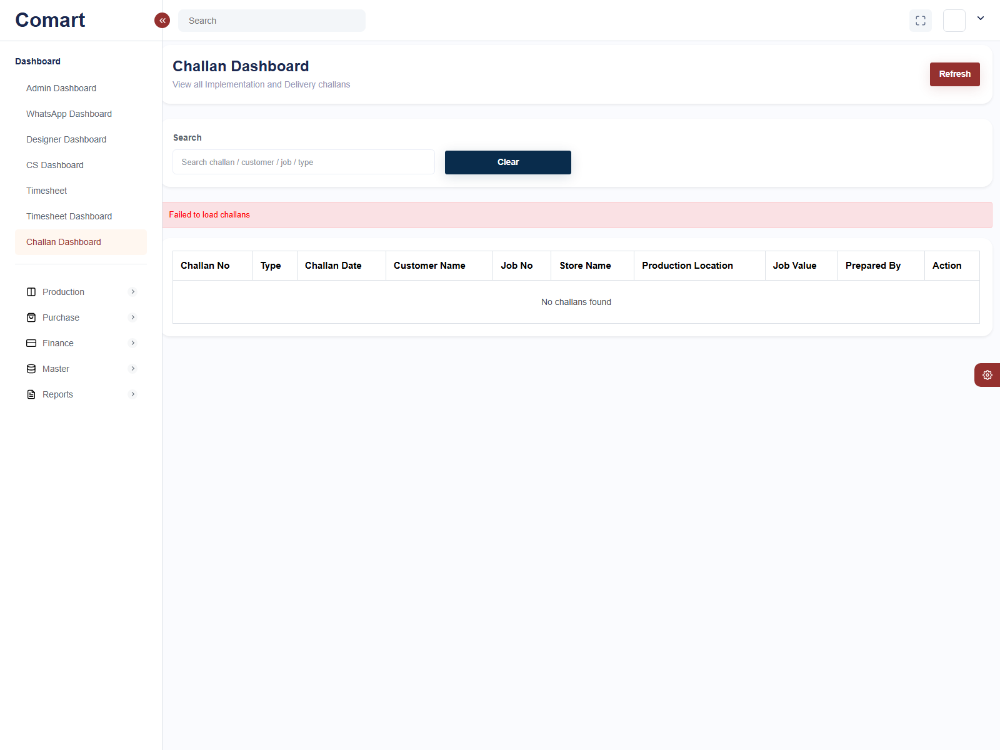 Comart
Search
Dashboard
Admin Dashboard
WhatsApp Dashboard
Designer Dashboard
CS Dashboard
Timesheet
Timesheet Dashboard
Challan Dashboard
Production
Purchase
Finance
Master
Reports
Challan Dashboard
View all Implementation and Delivery challans
Refresh
Search
Search challan / customer / job / type
Clear
Failed to load challans
Challan No Type Challan Date Customer Name Job No Store Name Production Location Job Value Prepared By Action
No challans found